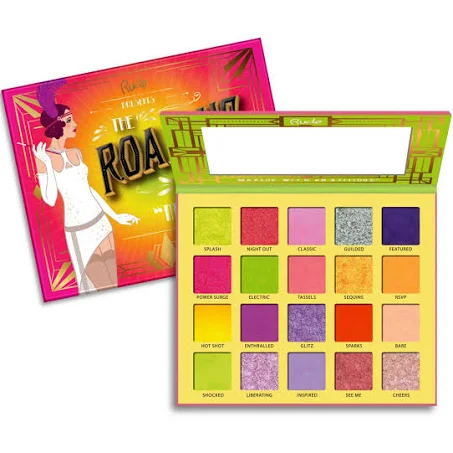 Rude
PRESENTS
THE
ROA
Rude
SPLASH NIGHT OUT CLASSIC GUILDED FEATURED
POWER SURGE ELECTRIC TASSELS SEQUINS RSVP
HOT SHOT ENTHRALLED GLITZ SPARKS BARE
SHOCKED LIBERATING INSPIRED SEE ME CHEERS